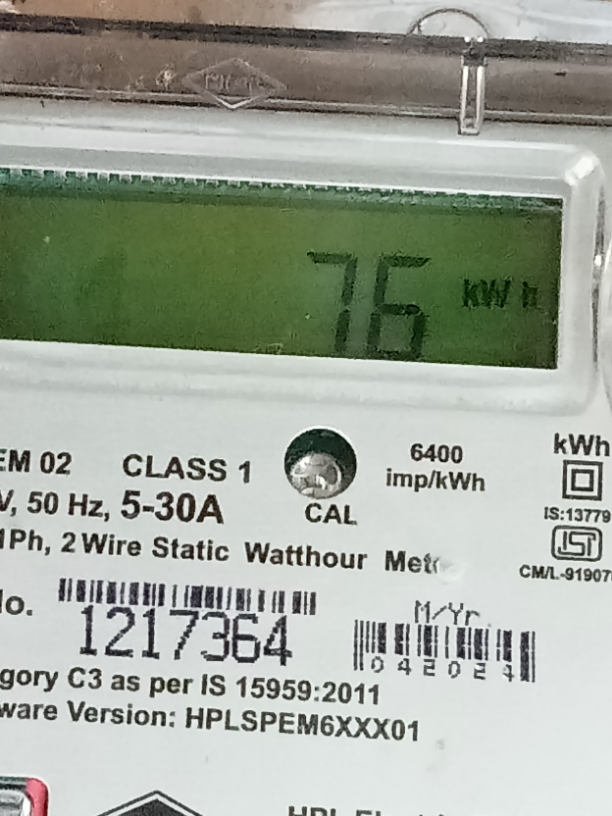 76 kWh
EM 02 CLASS 1
6400
imp/kWh
kWh
V, 50 Hz, 5-30A
CAL
IS:13779
1Ph, 2 Wire Static Watthour Mete
CM/L-91907
No.
1217364
M/Yr.
042024
gory C3 as per IS 15959:2011
ware Version: HPLSPEM6XXX01